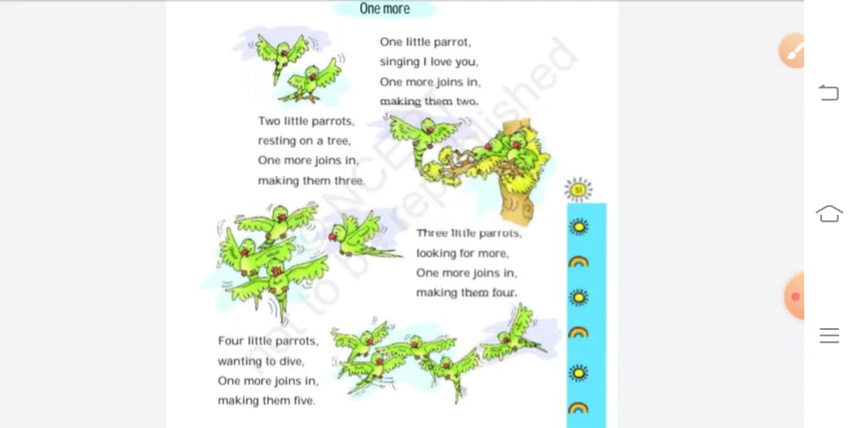 One more
One little parrot,
singing I love you,
One more joins in,
making them two.
Two little parrots,
resting on a tree,
One more joins in,
making them three.
51
Three little parrots,
looking for more,
One more joins in,
making them four.
Four little parrots,
wanting to dive,
One more joins in,
making them five.